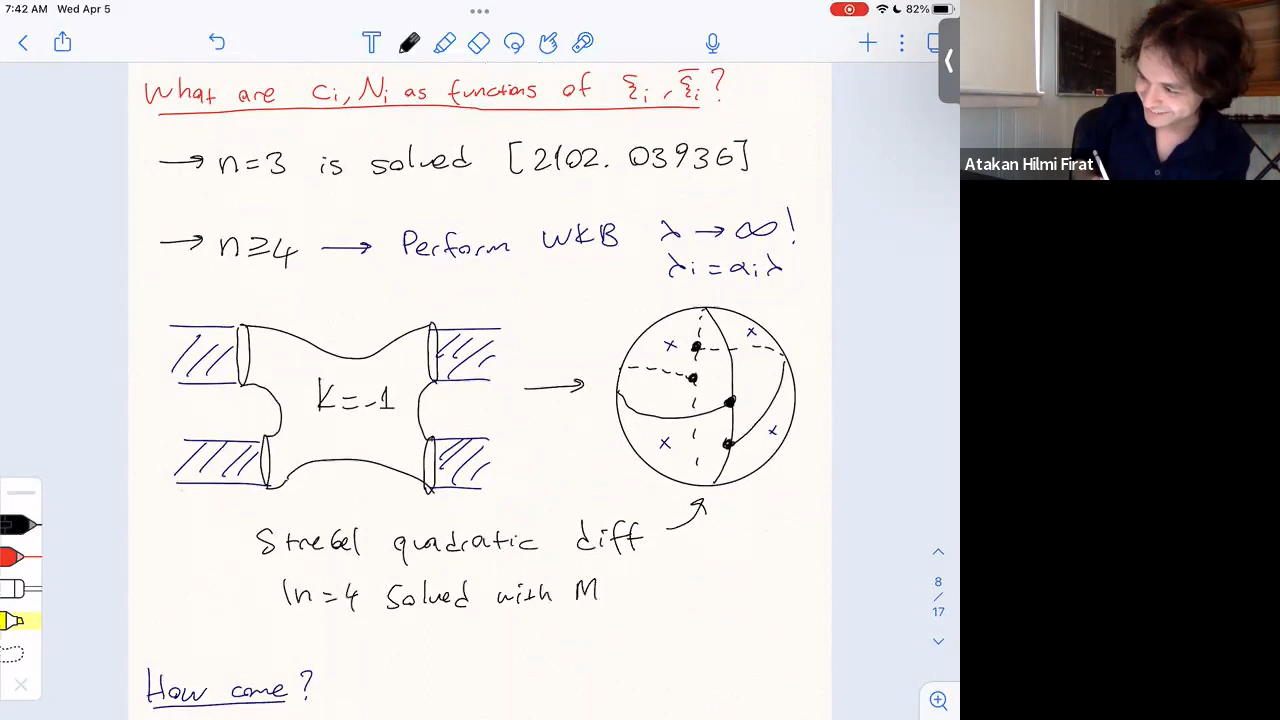 7:42 AM Wed Apr 5
82%
What are ci, Ni as functions of ξi, ξ̄i?
→ n=3 is solved [2102.03936]
→ n≥4 → Perform WKB λ → ∞!
λi = αiλ
K=-1
Strebel quadratic diff
n=4 solved with M
How come?
8
/
17
Atakan Hilmi Firat